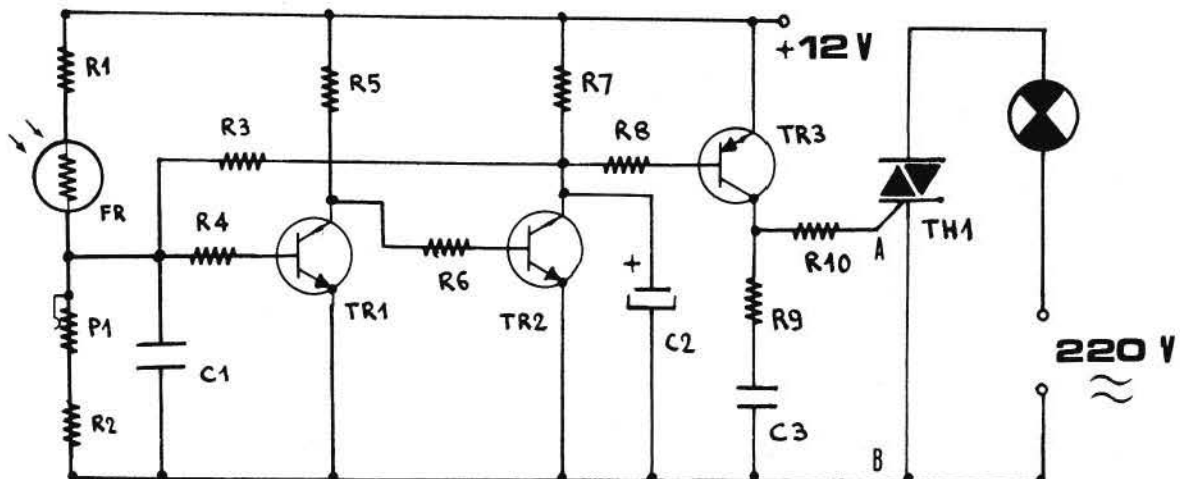 R1
R5
R7
+12 V
R3
R8
TR3
FR
R4
R6
TR1
TR2
+
R10
A
TH1
P1
C1
C2
R9
220 V
R2
C3
B